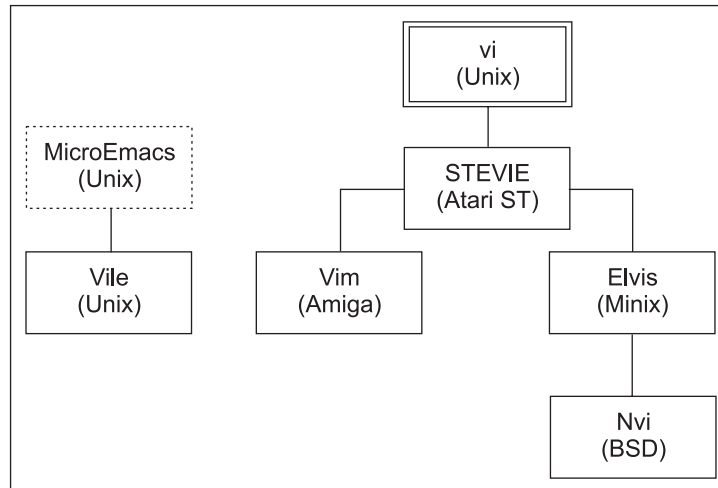 vi
(Unix)
MicroEmacs
(Unix)
STEVIE
(Atari ST)
Vile
(Unix)
Vim
(Amiga)
Elvis
(Minix)
Nvi
(BSD)